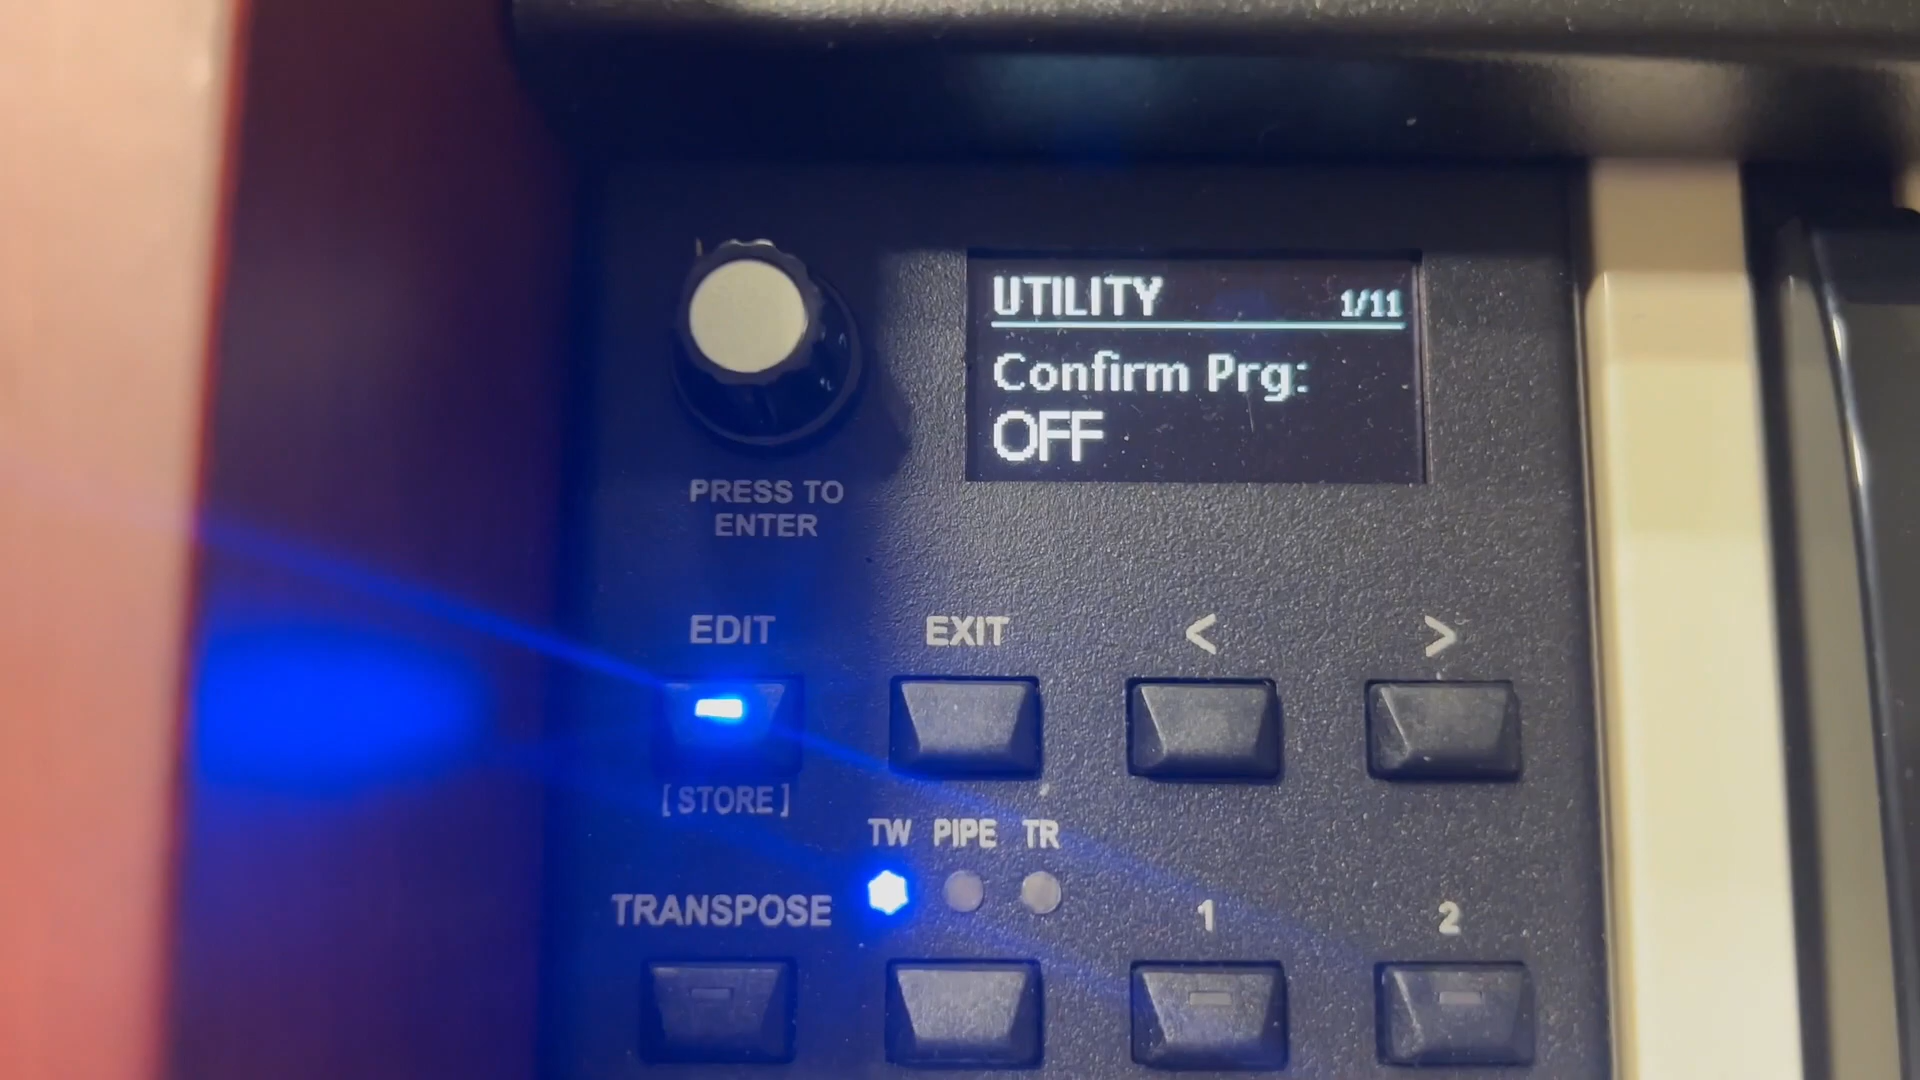 UTILITY 1/11
Confirm Prg:
OFF
PRESS TO
ENTER
EDIT EXIT < >
[STORE]
TW PIPE TR
TRANSPOSE 1 2